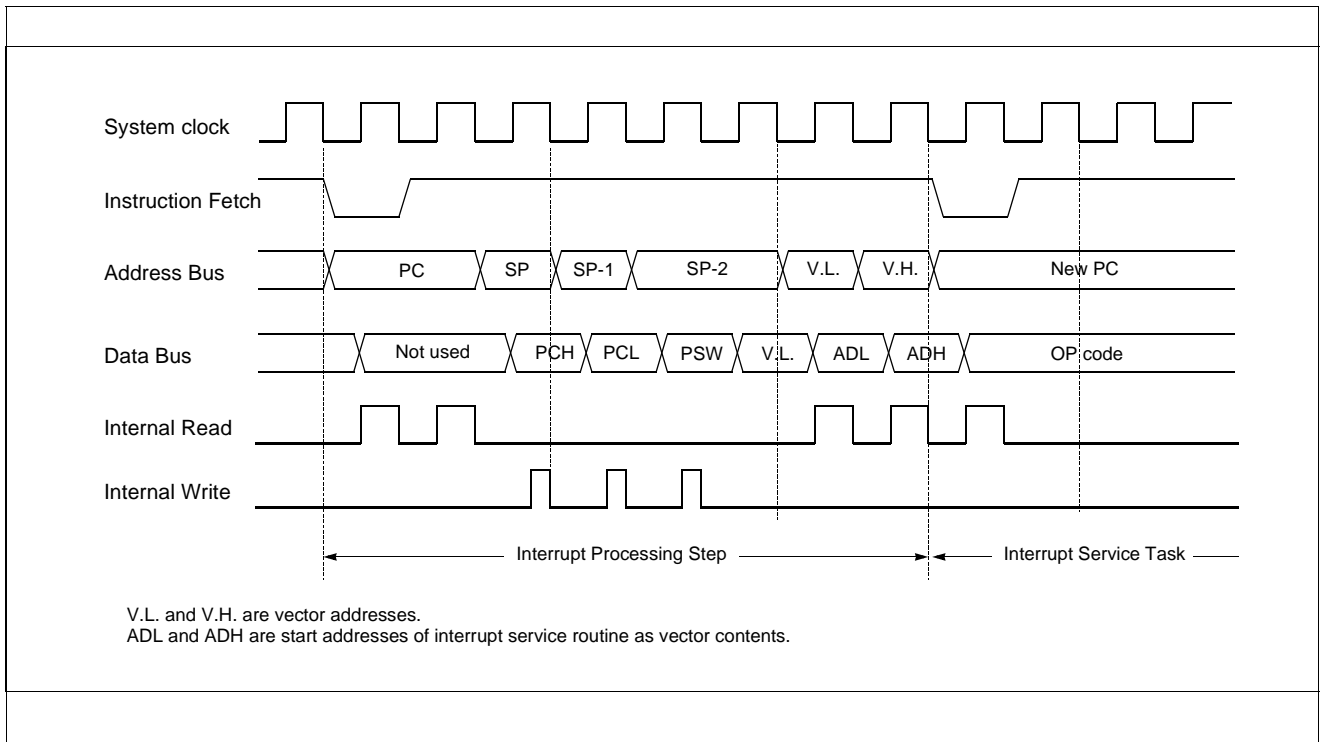 System clock
Instruction Fetch
Address Bus
PC SP SP-1 SP-2 V.L. V.H. New PC
Data Bus
Not used PCH PCL PSW V.L. ADL ADH OP code
Internal Read
Internal Write
Interrupt Processing Step Interrupt Service Task
V.L. and V.H. are vector addresses.
ADL and ADH are start addresses of interrupt service routine as vector contents.